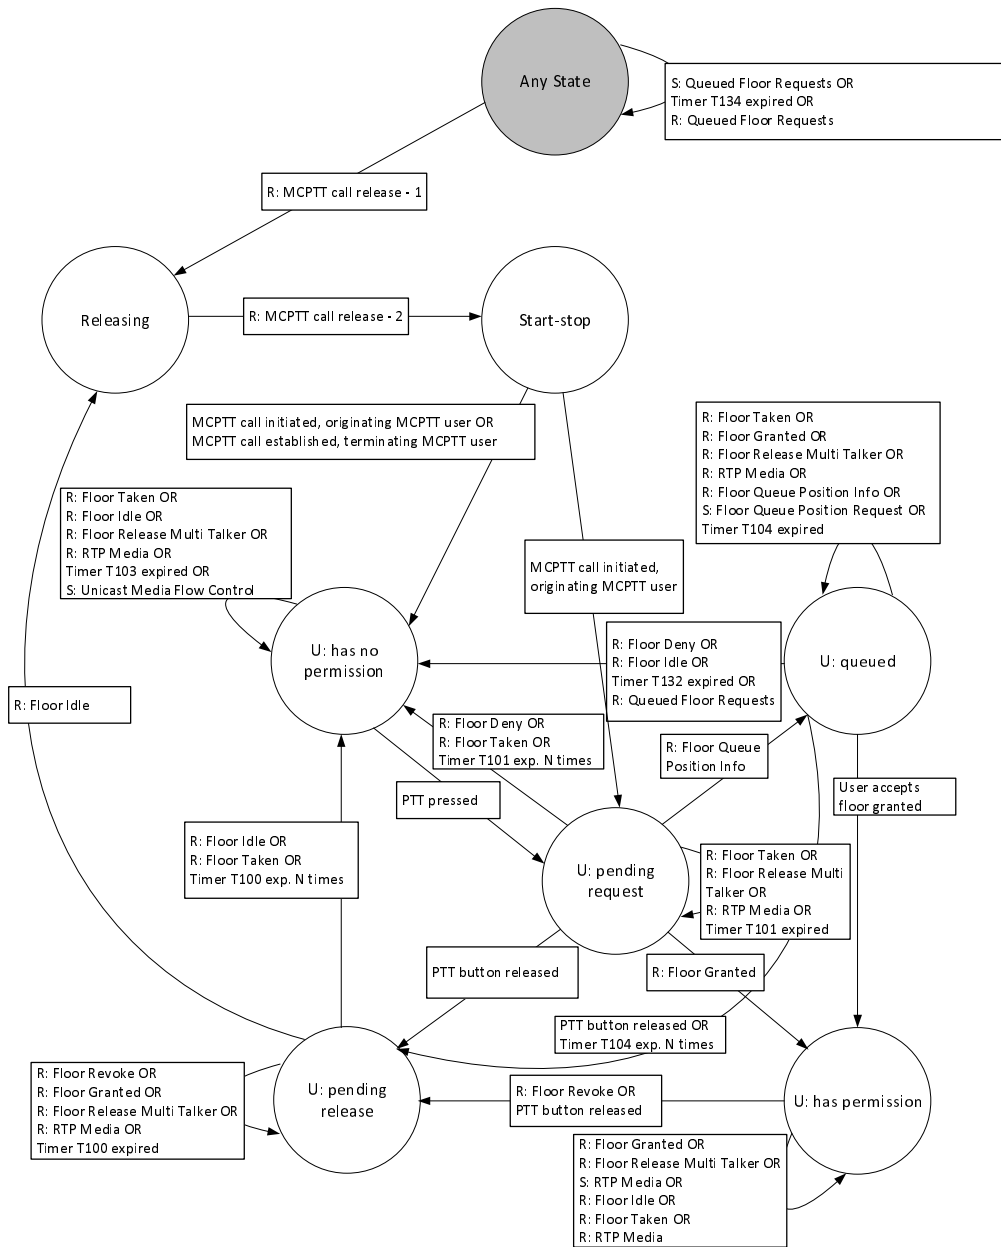 Any State
S: Queued Floor Requests OR
Timer T134 expired OR
R: Queued Floor Requests
R: MCPTT call release - 1
Releasing
R: MCPTT call release - 2
Start-stop
MCPTT call initiated, originating MCPTT user OR
MCPTT call established, terminating MCPTT user
R: Floor Taken OR
R: Floor Granted OR
R: Floor Release Multi Talker OR
R: RTP Media OR
R: Floor Queue Position Info OR
S: Floor Queue Position Request OR
Timer T104 expired
R: Floor Taken OR
R: Floor Idle OR
R: Floor Release Multi Talker OR
R: RTP Media OR
Timer T103 expired OR
S: Unicast Media Flow Control
MCPTT call initiated,
originating MCPTT user
U: has no
permission
R: Floor Deny OR
R: Floor Idle OR
Timer T132 expired OR
R: Queued Floor Requests
U: queued
R: Floor Idle
R: Floor Deny OR
R: Floor Taken OR
Timer T101 exp. N times
R: Floor Queue
Position Info
PTT pressed
User accepts
floor granted
R: Floor Idle OR
R: Floor Taken OR
Timer T100 exp. N times
U: pending
request
R: Floor Taken OR
R: Floor Release Multi
Talker OR
R: RTP Media OR
Timer T101 expired
PTT button released
R: Floor Granted
PTT button released OR
Timer T104 exp. N times
R: Floor Revoke OR
R: Floor Granted OR
R: Floor Release Multi Talker OR
R: RTP Media OR
Timer T100 expired
U: pending
release
R: Floor Revoke OR
PTT button released
U: has permission
R: Floor Granted OR
R: Floor Release Multi Talker OR
S: RTP Media OR
R: Floor Idle OR
R: Floor Taken OR
R: RTP Media